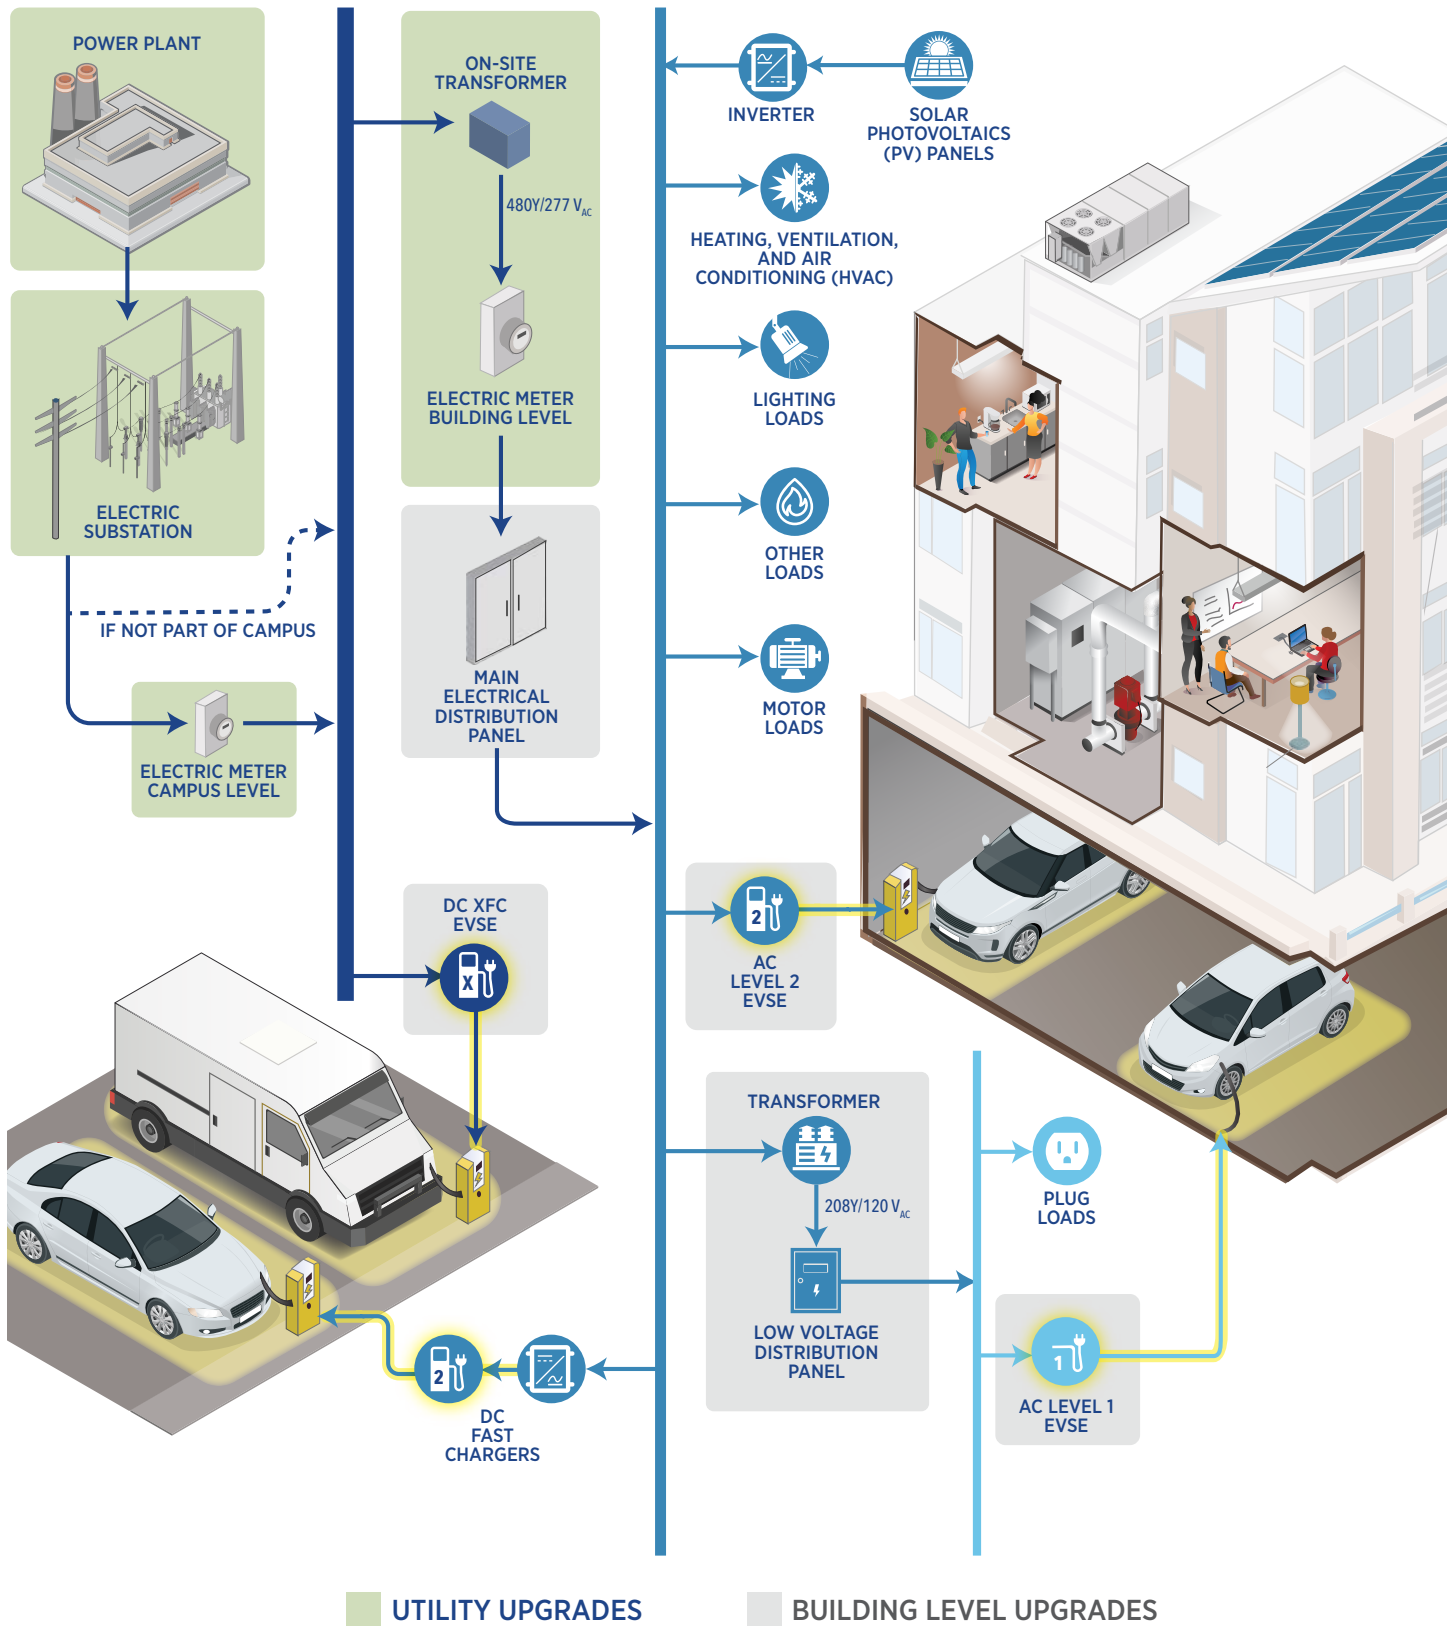 POWER PLANT
ELECTRIC
SUBSTATION
IF NOT PART OF CAMPUS
ELECTRIC METER
CAMPUS LEVEL
ON-SITE
TRANSFORMER
480Y/277 VAC
ELECTRIC METER
BUILDING LEVEL
MAIN
ELECTRICAL
DISTRIBUTION
PANEL
DC XFC
EVSE
X
INVERTER
SOLAR
PHOTOVOLTAICS
(PV) PANELS
HEATING, VENTILATION,
AND AIR
CONDITIONING (HVAC)
LIGHTING
LOADS
OTHER
LOADS
MOTOR
LOADS
2
AC
LEVEL 2
EVSE
TRANSFORMER
208Y/120 VAC
LOW VOLTAGE
DISTRIBUTION
PANEL
PLUG
LOADS
1
AC LEVEL 1
EVSE
2
DC
FAST
CHARGERS
UTILITY UPGRADES
BUILDING LEVEL UPGRADES